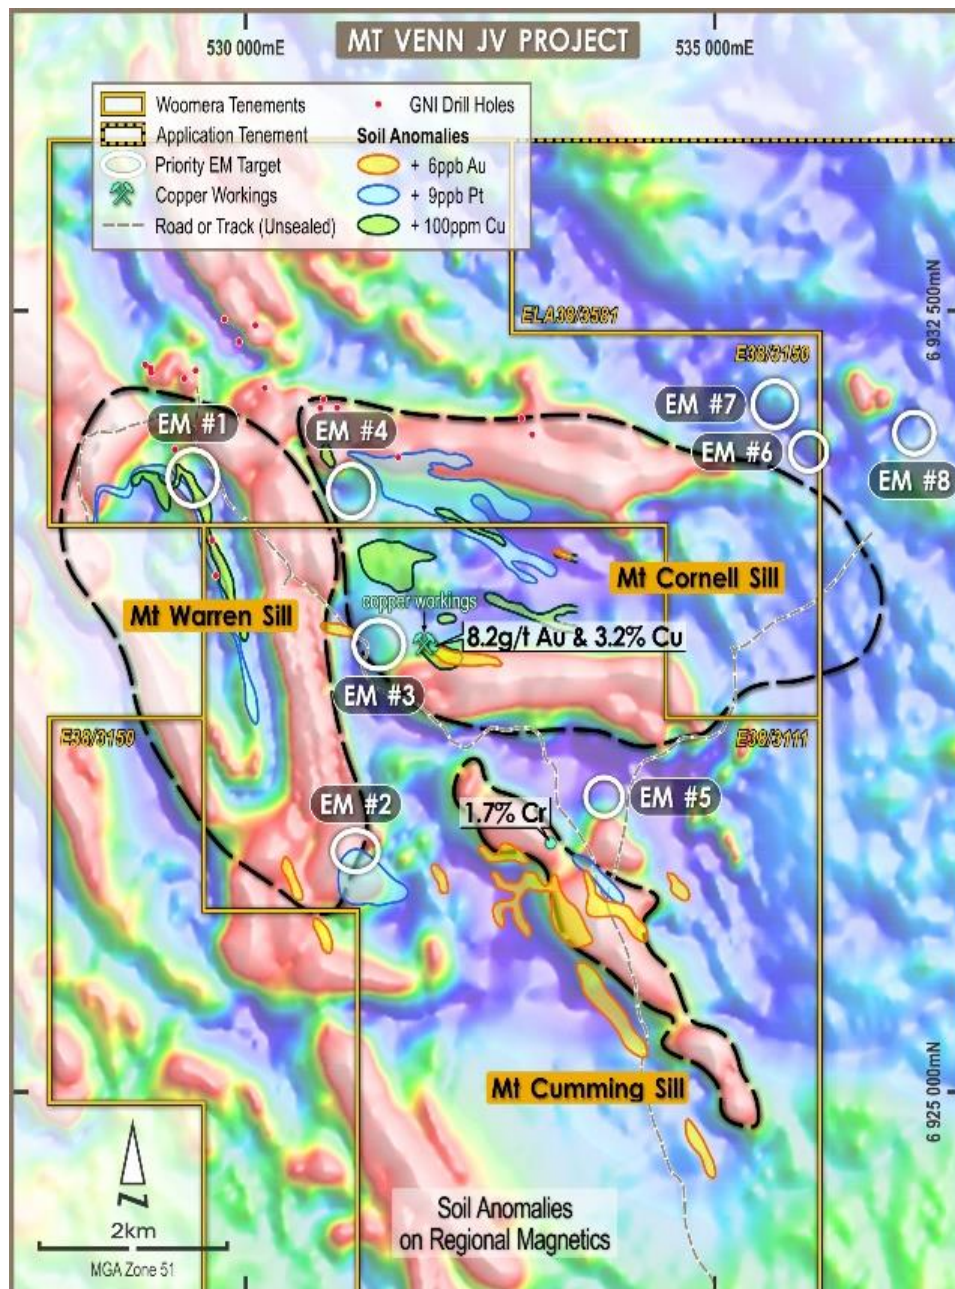 MT VENN JV PROJECT
530 000mE
535 000mE
Woomera Tenements
Application Tenement
Priority EM Target
Copper Workings
Road or Track (Unsealed)
GNI Drill Holes
Soil Anomalies
+ 6ppb Au
+ 9ppb Pt
+100ppm Cu
6 932 500mN
ELA38/3581
E38/3150
EM #7
EM #1
EM #4
EM #6
EM #8
Mt Cornell Sill
Mt Warren Sill
copper workings
8.2g/t Au & 3.2% Cu
EM #3
E38/3150
E38/3111
EM #2
EM #5
1.7% Cr
Mt Cumming Sill
6 925 000mN
N
2km
MGA Zone 51
Soil Anomalies
on Regional Magnetics